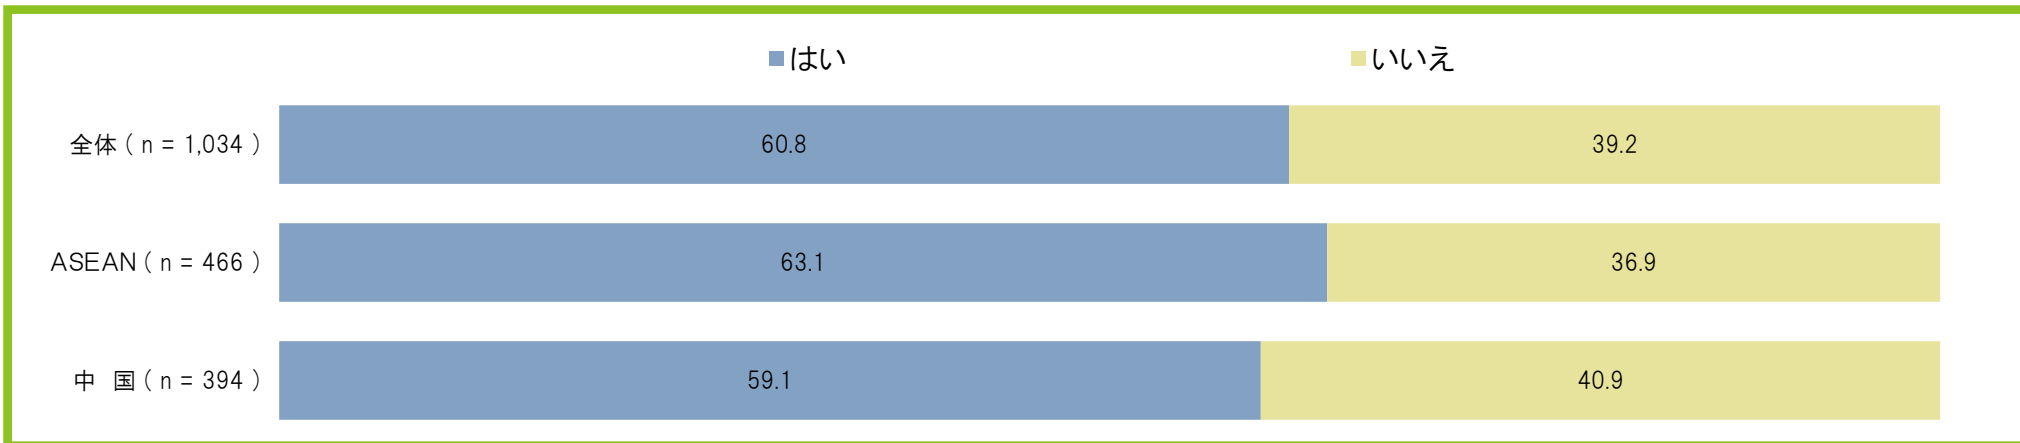 はい いいえ
全体 ( n = 1,034 ) 60.8 39.2
ASEAN ( n = 466 ) 63.1 36.9
中 国 ( n = 394 ) 59.1 40.9